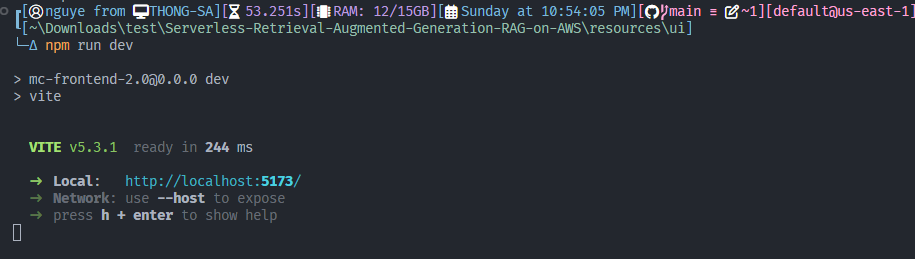 [nguye from THONG-SA][53.251s][RAM: 12/15GB][Sunday at 10:54:05 PM][main ≡ ~1][default@us-east-1]
[~\Downloads\test\Serverless-Retrieval-Augmented-Generation-RAG-on-AWS\resources\ui]
Δ npm run dev
> mc-frontend-2.0@0.0.0 dev
> vite
VITE v5.3.1 ready in 244 ms
➜ Local: http://localhost:5173/
➜ Network: use --host to expose
➜ press h + enter to show help